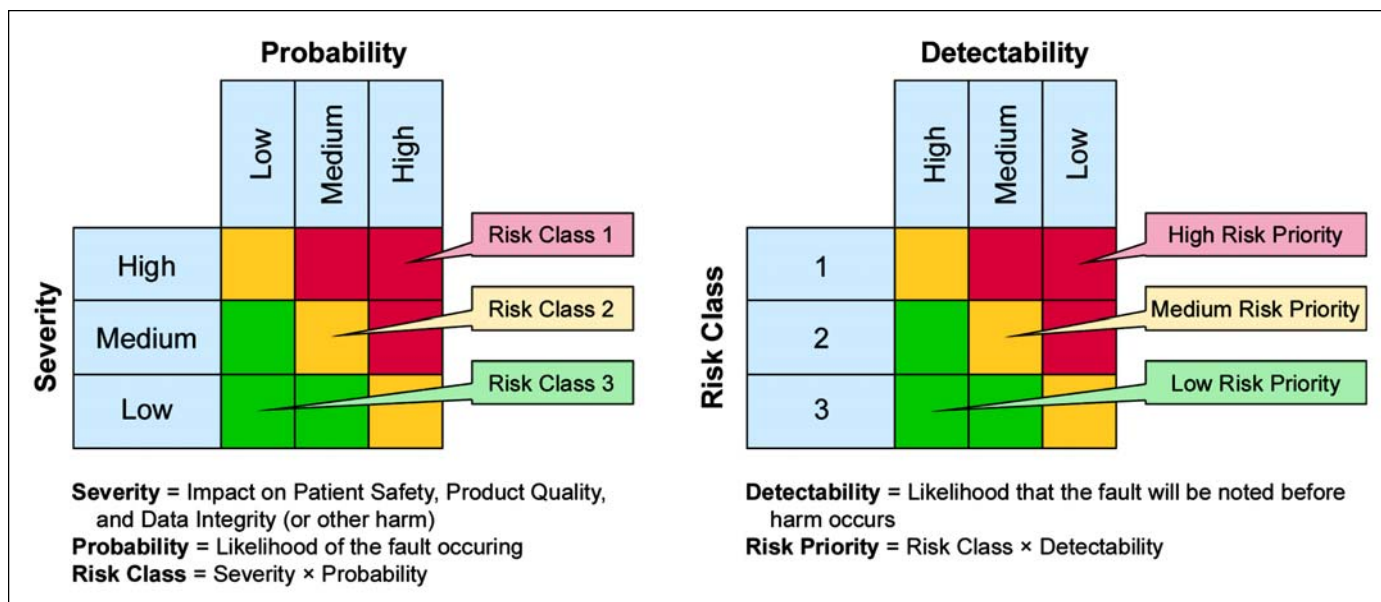 Probability
Low
Medium
High
Severity
High
Medium
Low
Risk Class 1
Risk Class 2
Risk Class 3
Severity = Impact on Patient Safety, Product Quality,
and Data Integrity (or other harm)
Probability = Likelihood of the fault occuring
Risk Class = Severity × Probability
Detectability
High
Medium
Low
Risk Class
1
2
3
High Risk Priority
Medium Risk Priority
Low Risk Priority
Detectability = Likelihood that the fault will be noted before
harm occurs
Risk Priority = Risk Class × Detectability